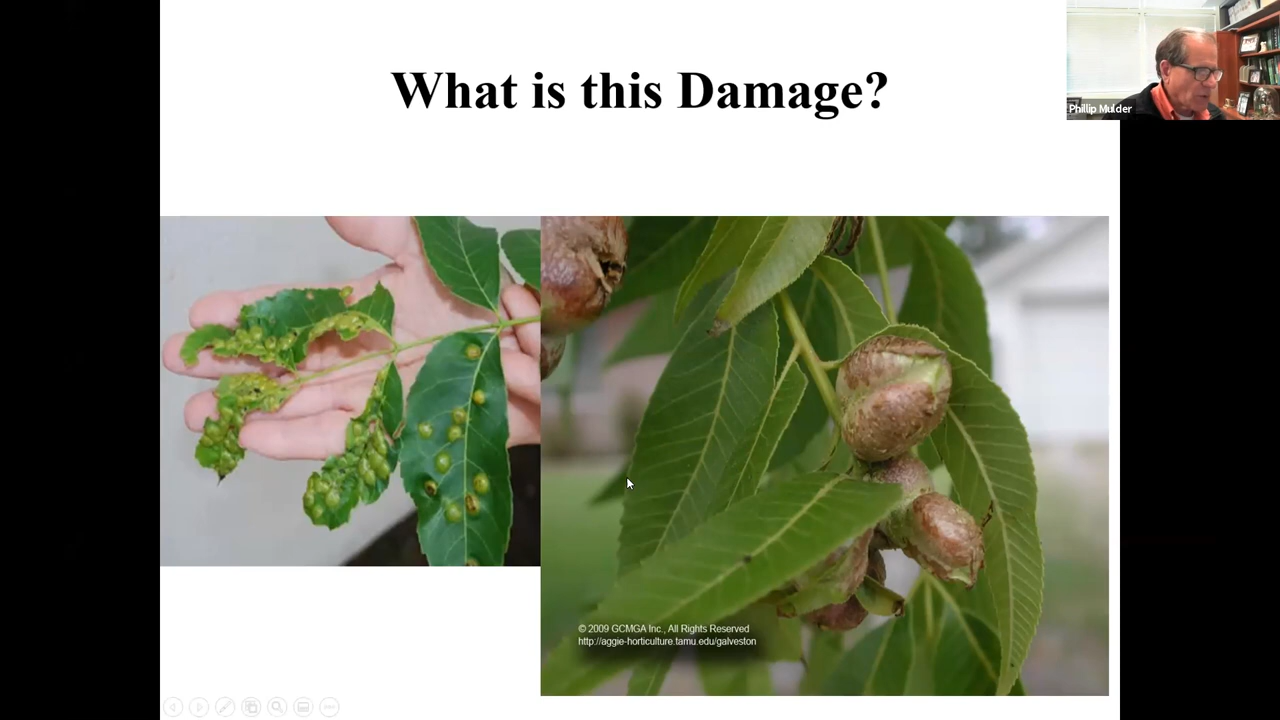 What is this Damage?
Phillip Mulder
© 2009 GCMGA Inc., All Rights Reserved
http://aggie-horticulture.tamu.edu/galveston